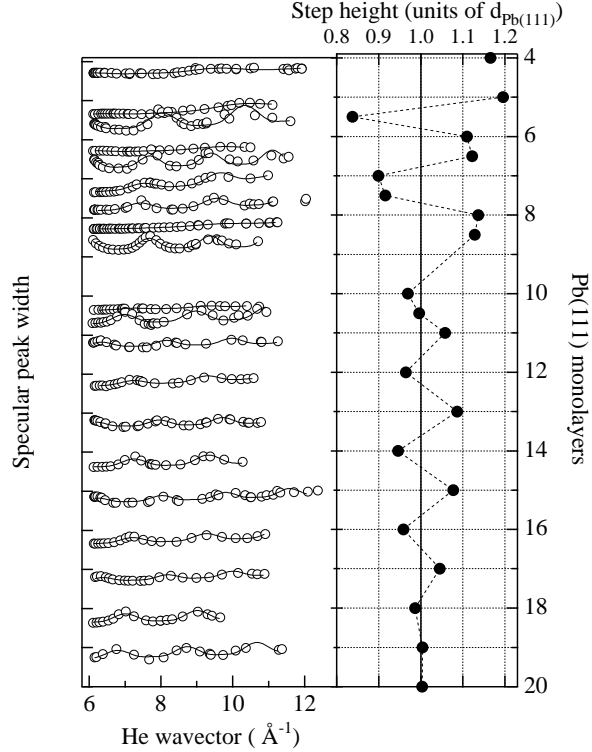 Step height (units of d_Pb(111))
0.8 0.9 1.0 1.1 1.2
4
6
8
10
12
14
16
18
20
Pb(111) monolayers
Specular peak width
6 8 10 12
He wavector ( Å⁻¹)